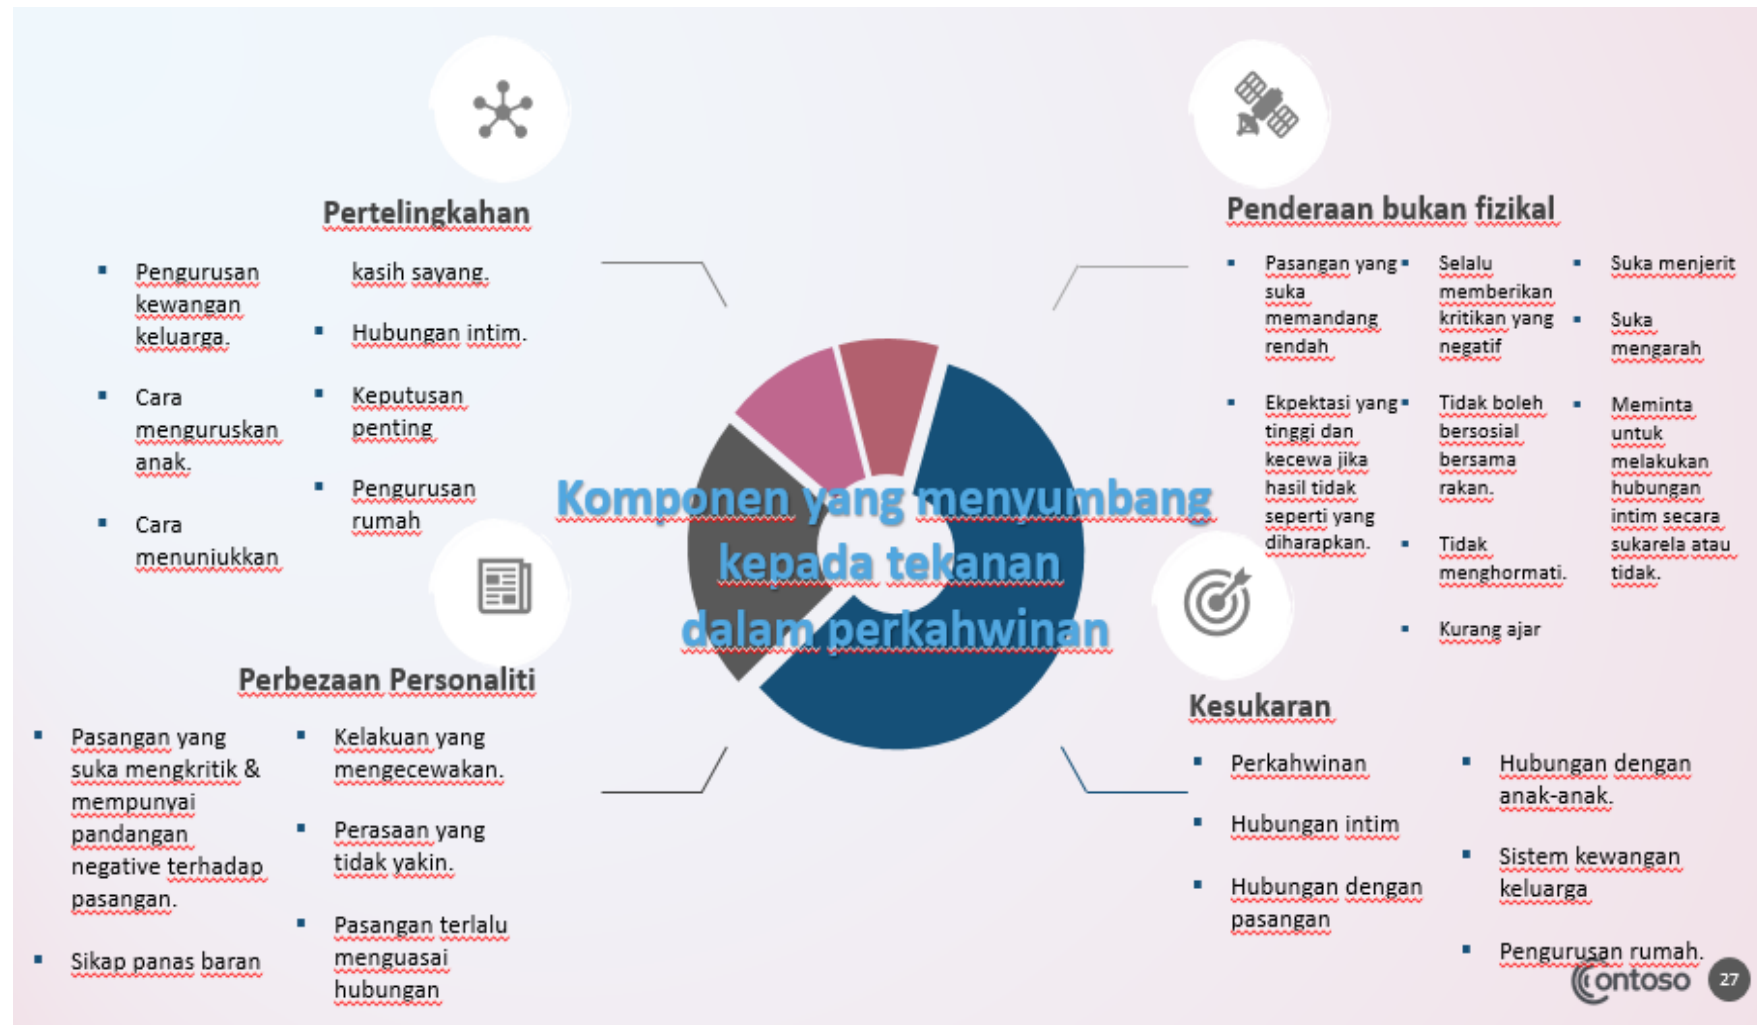 Pertelingkahan
Pengurusan
kewangan
keluarga.
Cara
menguruskan
anak.
Cara
menunjukkan
kasih sayang.
Hubungan intim.
Keputusan
penting
Pengurusan
rumah
Penderaan bukan fizikal
Pasangan yang
suka
memandang
rendah
Ekpektasi yang
tinggi dan
kecewa jika
hasil tidak
seperti yang
diharapkan.
Selalu
memberikan
kritikan yang
negatif
Tidak boleh
bersosial
bersama
rakan.
Tidak
menghormati.
Kurang ajar
Suka menjerit
Suka
mengarah
Meminta
untuk
melakukan
hubungan
intim secara
sukarela atau
tidak.
Komponen yang menyumbang
kepada tekanan
dalam perkahwinan
Perbezaan Personaliti
Pasangan yang
suka mengkritik &
mempunyai
pandangan
negative terhadap
pasangan.
Sikap panas baran
Kelakuan yang
mengecewakan.
Perasaan yang
tidak yakin.
Pasangan terlalu
menguasai
hubungan
Kesukaran
Perkahwinan
Hubungan intim
Hubungan dengan
pasangan
Hubungan dengan
anak-anak.
Sistem kewangan
keluarga
Pengurusan rumah.
Contoso
27